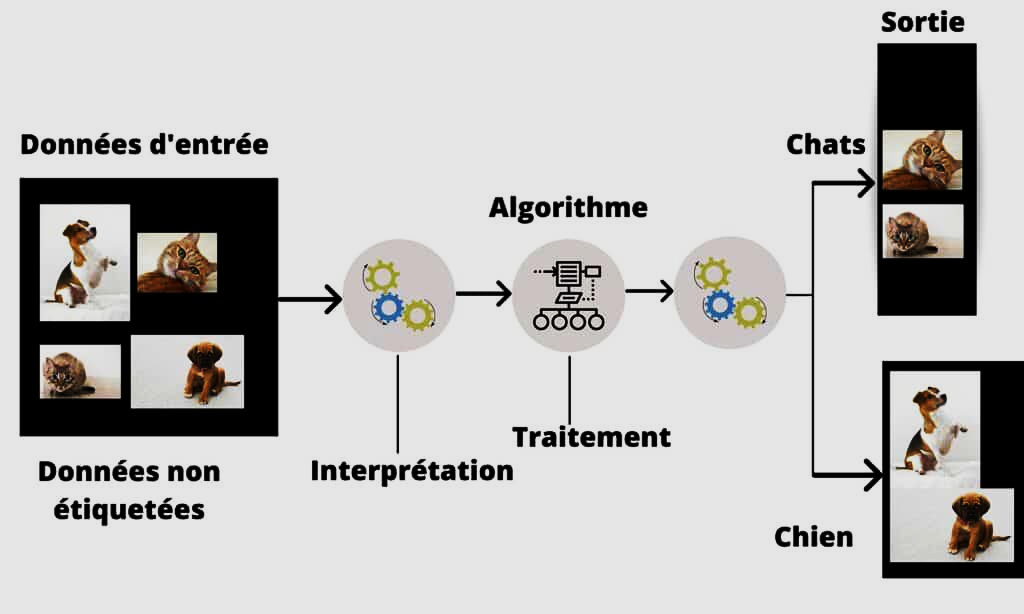 Sortie
Données d'entrée
Chats
Algorithme
Traitement
Interprétation
Données non
étiquetées
Chien